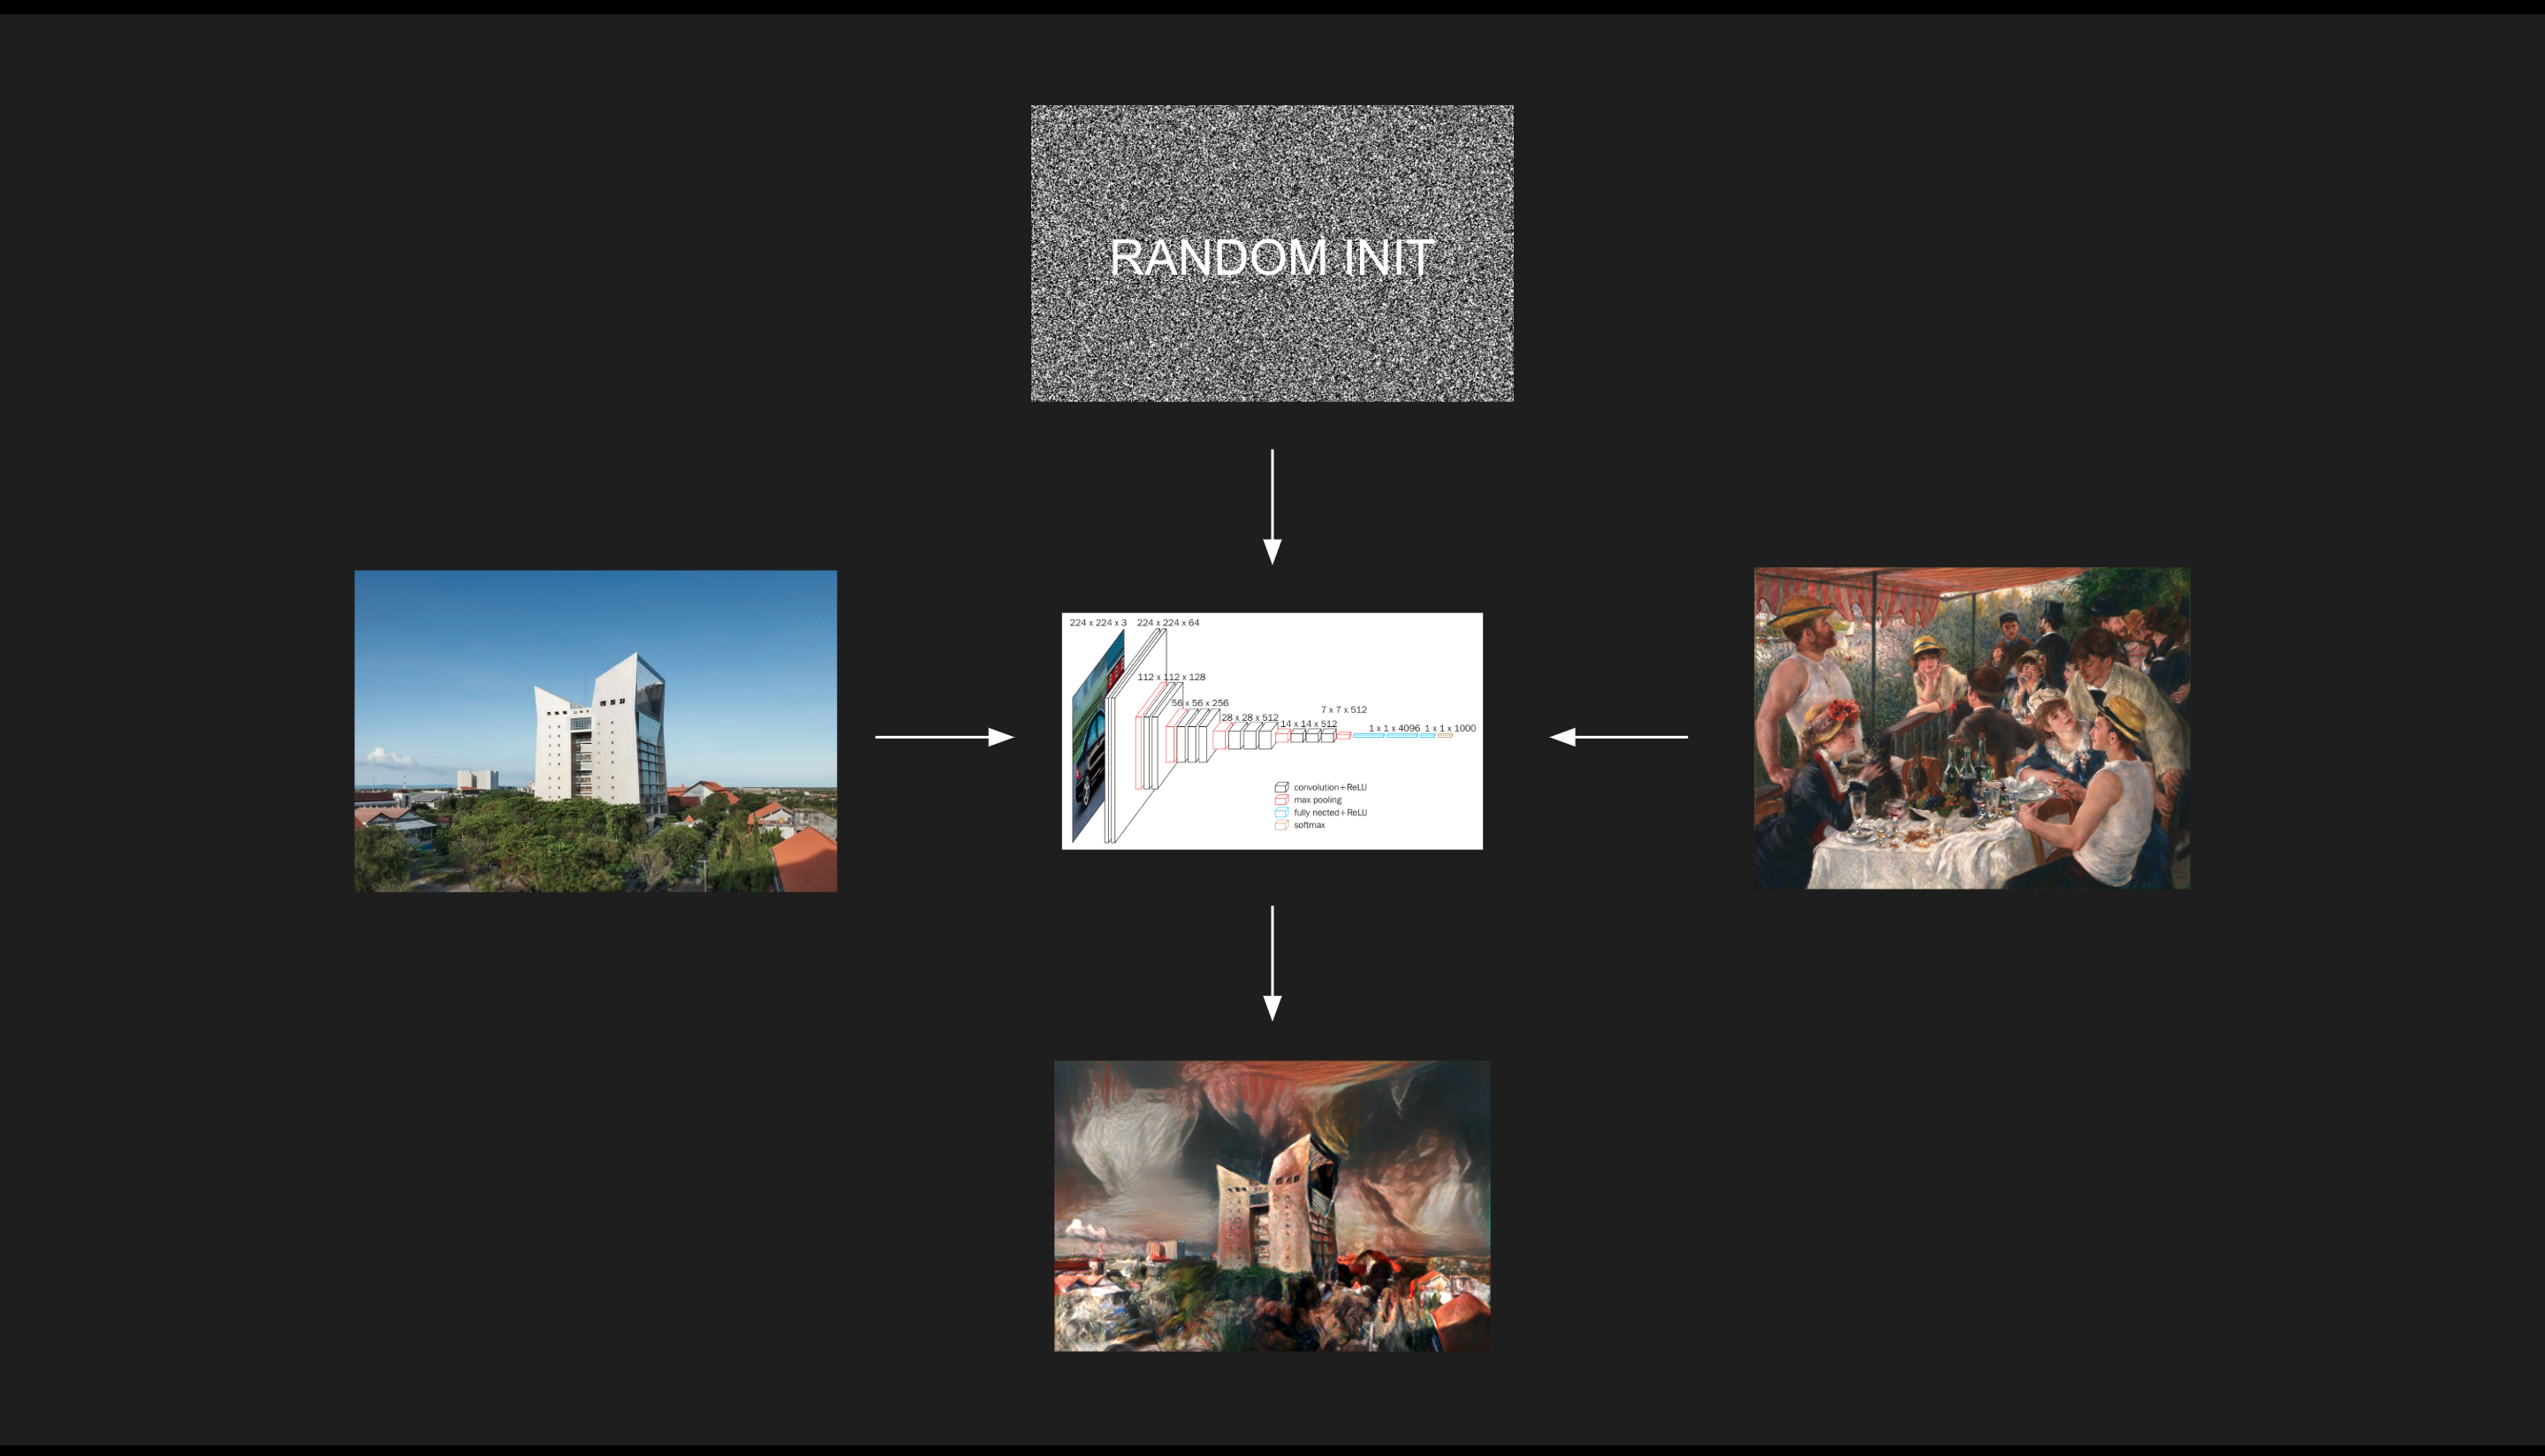 RANDOM INIT
224 x 224 x 3
224 x 224 x 64
112 x 112 x 128
56 x 56 x 256
28 x 28 x 512
14 x 14 x 512
7 x 7 x 512
1 x 1 x 4096
1 x 1 x 1000
convolution+ReLU
max pooling
fully nected+ReLU
softmax